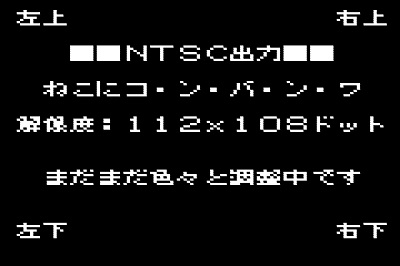 左上 右上
■■NTSC出力■■
ねこにコ・ン・バ・ン・ワ
解像度：112×108ドット
まだまだ色々と調整中です
左下 右下